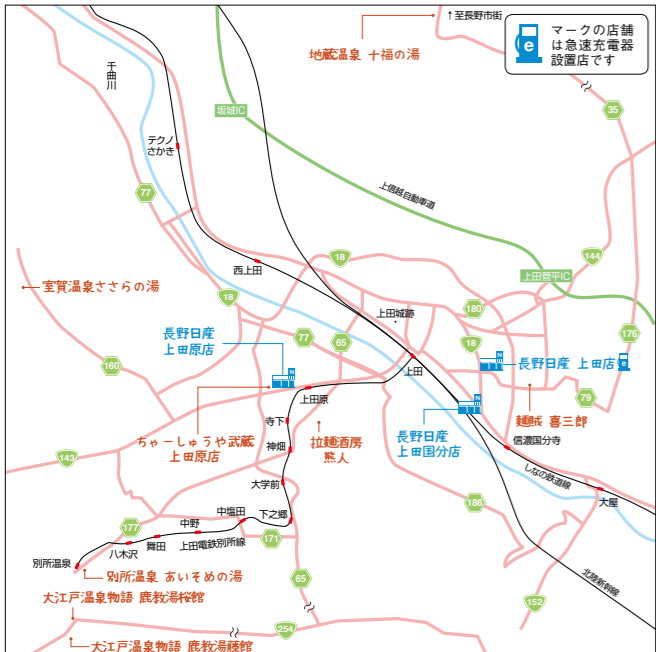 ↑至長野市街
地蔵温泉 十福の湯
マークの店舗
は急速充電器
設置店です
e
千曲川
坂城IC
35
テクノ
さかき
上信越自動車道
77
18
144
上田菅平IC
西上田
室賀温泉ささらの湯
18
上田城跡
180
176
長野日産
上田原店
77
65
18
上田
長野日産 上田店
e
160
上田原
79
麺賊 喜三郎
寺下
ちゃーしゅうや武蔵
上田原店
拉麺酒房
熊人
長野日産
上田国分店
信濃国分寺
神畑
143
しなの鉄道線
大学前
大屋
186
177
中塩田
下之郷
中野
171
八木沢
舞田
上田電鉄別所線
別所温泉
別所温泉 あいそめの湯
65
北陸新幹線
152
大江戸温泉物語 鹿教湯桜館
254
大江戸温泉物語 鹿教湯藤館